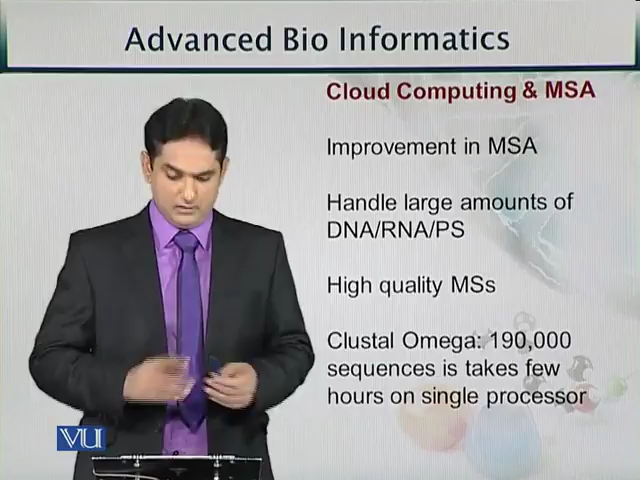 Advanced Bio Informatics
Cloud Computing & MSA
Improvement in MSA
Handle large amounts of
DNA/RNA/PS
High quality MSs
Clustal Omega: 190,000
sequences is takes few
hours on single processor
VU